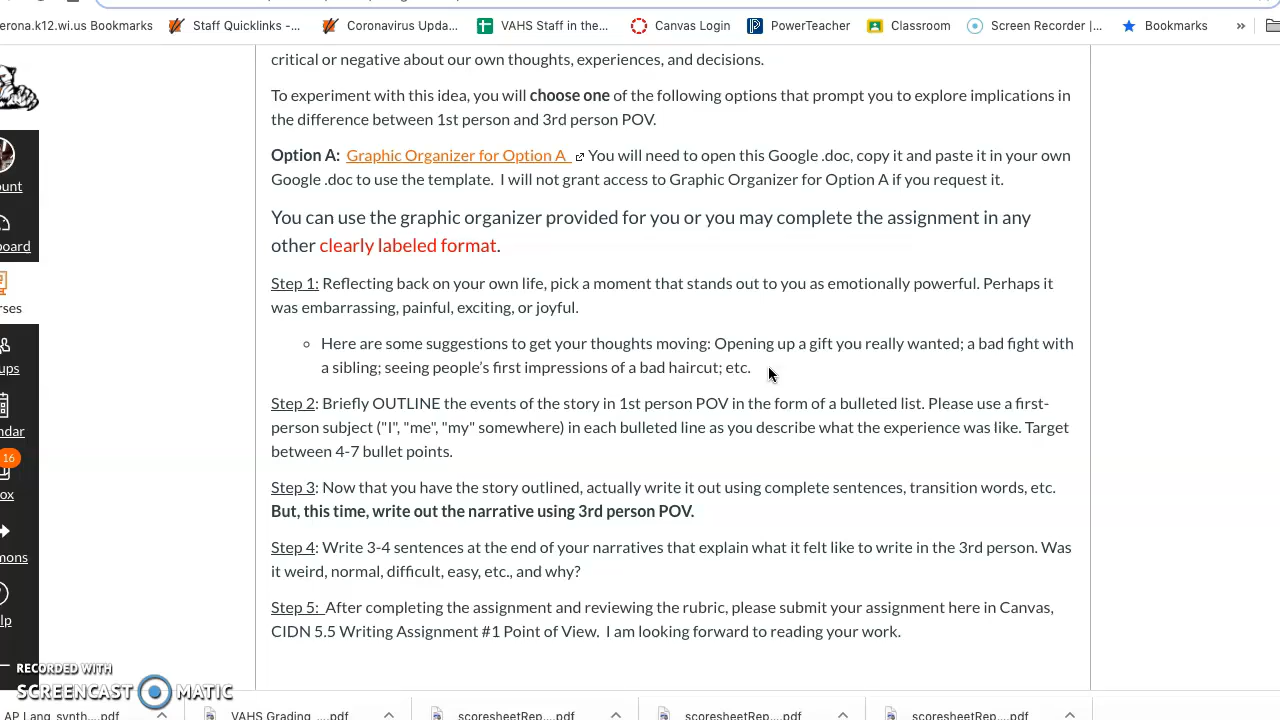 erona.k12.wi.us Bookmarks Staff Quicklinks -... Coronavirus Upda... VAHS Staff in the... Canvas Login PowerTeacher Classroom Screen Recorder |... Bookmarks »
critical or negative about our own thoughts, experiences, and decisions.
To experiment with this idea, you will choose one of the following options that prompt you to explore implications in
the difference between 1st person and 3rd person POV.
Option A: Graphic Organizer for Option A You will need to open this Google .doc, copy it and paste it in your own
Google .doc to use the template. I will not grant access to Graphic Organizer for Option A if you request it.
You can use the graphic organizer provided for you or you may complete the assignment in any
other clearly labeled format.
Step 1: Reflecting back on your own life, pick a moment that stands out to you as emotionally powerful. Perhaps it
was embarrassing, painful, exciting, or joyful.
Here are some suggestions to get your thoughts moving: Opening up a gift you really wanted; a bad fight with
a sibling; seeing people's first impressions of a bad haircut; etc.
Step 2: Briefly OUTLINE the events of the story in 1st person POV in the form of a bulleted list. Please use a first-
person subject ("I", "me", "my" somewhere) in each bulleted line as you describe what the experience was like. Target
between 4-7 bullet points.
Step 3: Now that you have the story outlined, actually write it out using complete sentences, transition words, etc.
But, this time, write out the narrative using 3rd person POV.
Step 4: Write 3-4 sentences at the end of your narratives that explain what it felt like to write in the 3rd person. Was
it weird, normal, difficult, easy, etc., and why?
Step 5: After completing the assignment and reviewing the rubric, please submit your assignment here in Canvas,
CIDN 5.5 Writing Assignment #1 Point of View. I am looking forward to reading your work.
ount
board
rses
ups
ndar
16
ox
mons
lp
RECORDED WITH
SCREENCAST MATIC
AP Lang_synth....pdf VAHS Grading_....pdf scoresheetRep....pdf scoresheetRep....pdf scoresheetRep....pdf